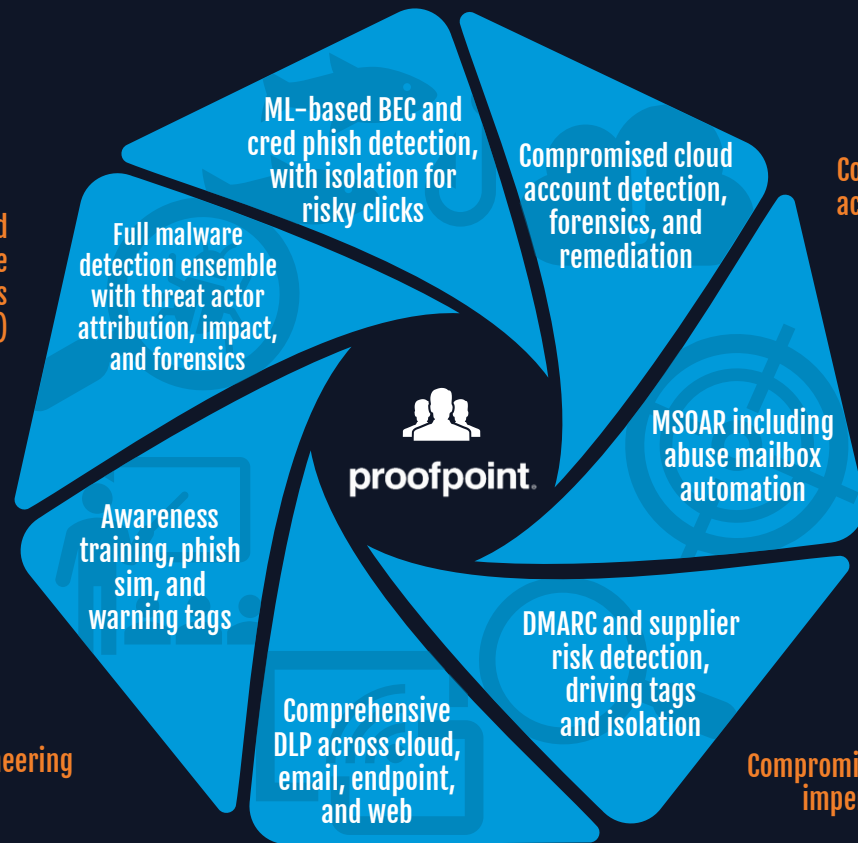 ML-based BEC and
cred phish detection,
with isolation for
risky clicks
Compromised cloud
account detection,
forensics, and
remediation
Full malware
detection ensemble
with threat actor
attribution, impact,
and forensics
MSOAR including
abuse mailbox
automation
proofpoint.
Awareness
training, phish
sim, and
warning tags
DMARC and supplier
risk detection,
driving tags
and isolation
Comprehensive
DLP across cloud,
email, endpoint,
and web